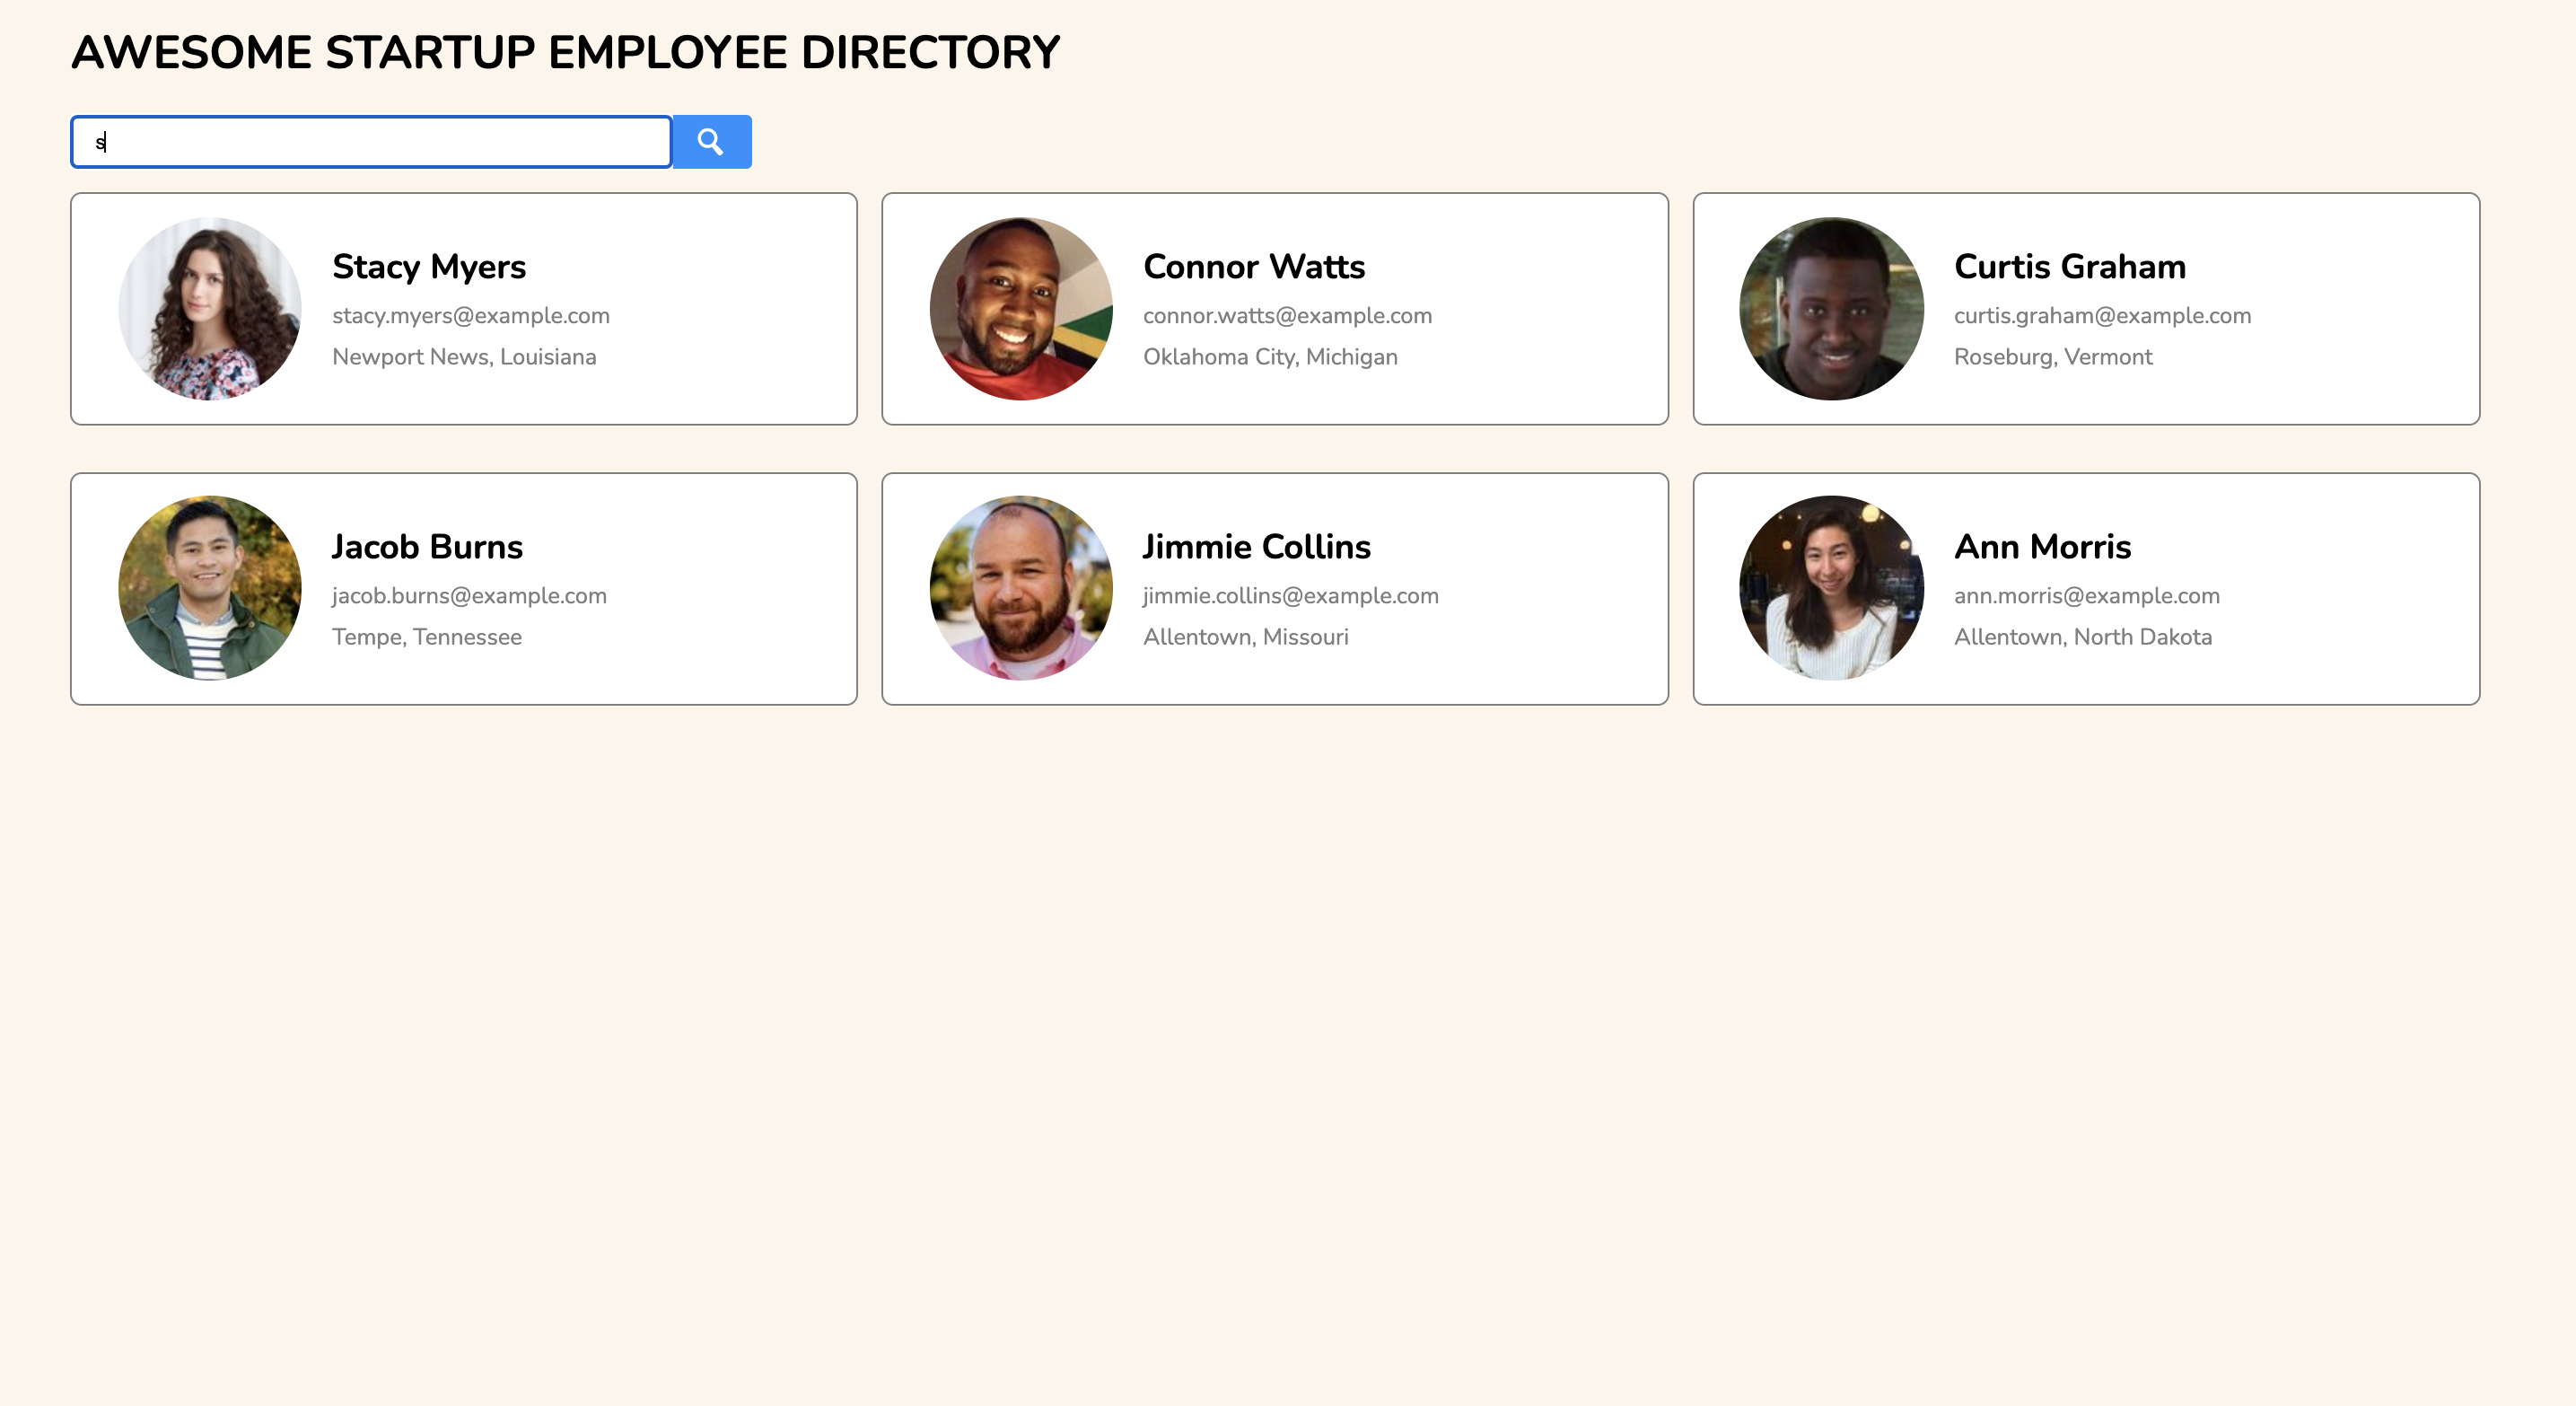 AWESOME STARTUP EMPLOYEE DIRECTORY
s
Stacy Myers
stacy.myers@example.com
Newport News, Louisiana
Connor Watts
connor.watts@example.com
Oklahoma City, Michigan
Curtis Graham
curtis.graham@example.com
Roseburg, Vermont
Jacob Burns
jacob.burns@example.com
Tempe, Tennessee
Jimmie Collins
jimmie.collins@example.com
Allentown, Missouri
Ann Morris
ann.morris@example.com
Allentown, North Dakota